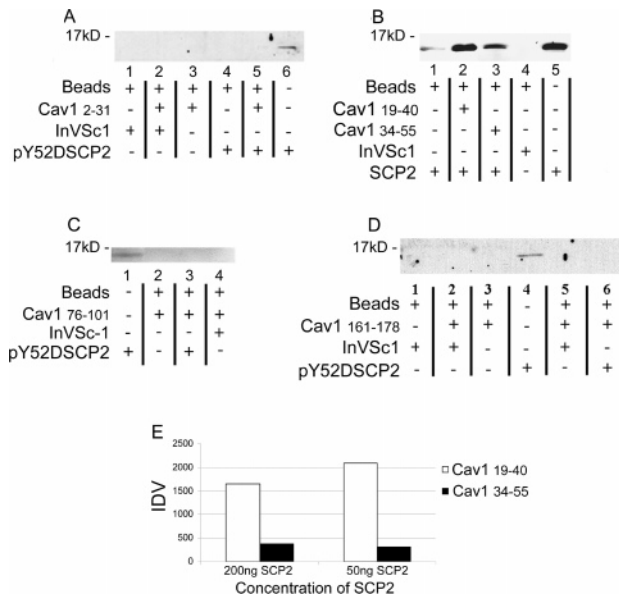 A
17kD -
1 2 3 4 5 6
Beads + + + + + -
Cav1 2-31 - + + - + -
InVSc1 + + - - - -
pY52DSCP2 - - - + + +
B
17kD -
1 2 3 4 5
Beads + + + + -
Cav1 19-40 - + - - -
Cav1 34-55 - - + - -
InVSc1 - - - + -
SCP2 + + + - +
C
17kD -
1 2 3 4
Beads - + + +
Cav1 76-101 - + + +
InVSc-1 - - - +
pY52DSCP2 + - + -
D
17kD -
1 2 3 4 5 6
Beads + + + - + +
Cav1 161-178 - + + - + +
InVSc1 + + - - + -
pY52DSCP2 - - - + - +
E
IDV
2500
2000
1500
1000
500
0
200ng SCP2 50ng SCP2
Concentration of SCP2
Cav1 19-40
Cav1 34-55